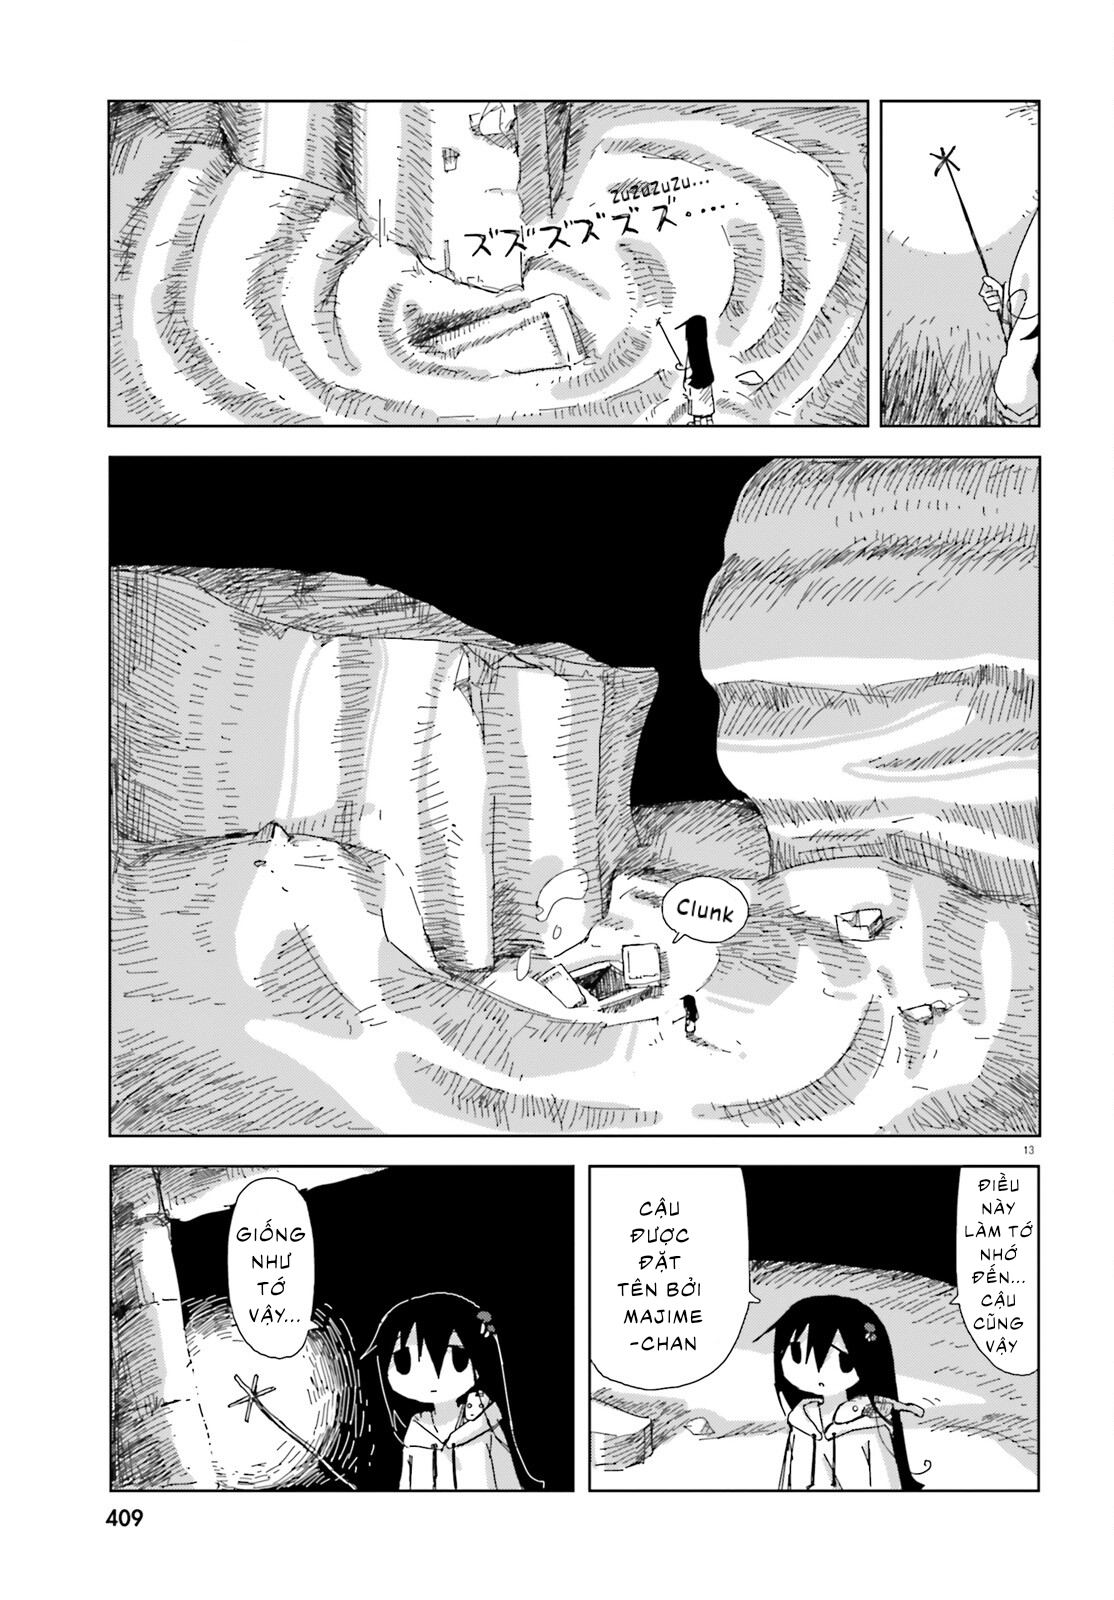 zuzuzuzu...
ズズズズズズ......
Clunk
13
ĐIỀU
NÀY
LÀM TỚ
NHỚ
ĐẾN...
CẬU
CŨNG
VẬY
CẬU
ĐƯỢC
ĐẶT
TÊN BỞI
MAJIME
-CHAN
GIỐNG
NHƯ
TỚ
VẬY...
409